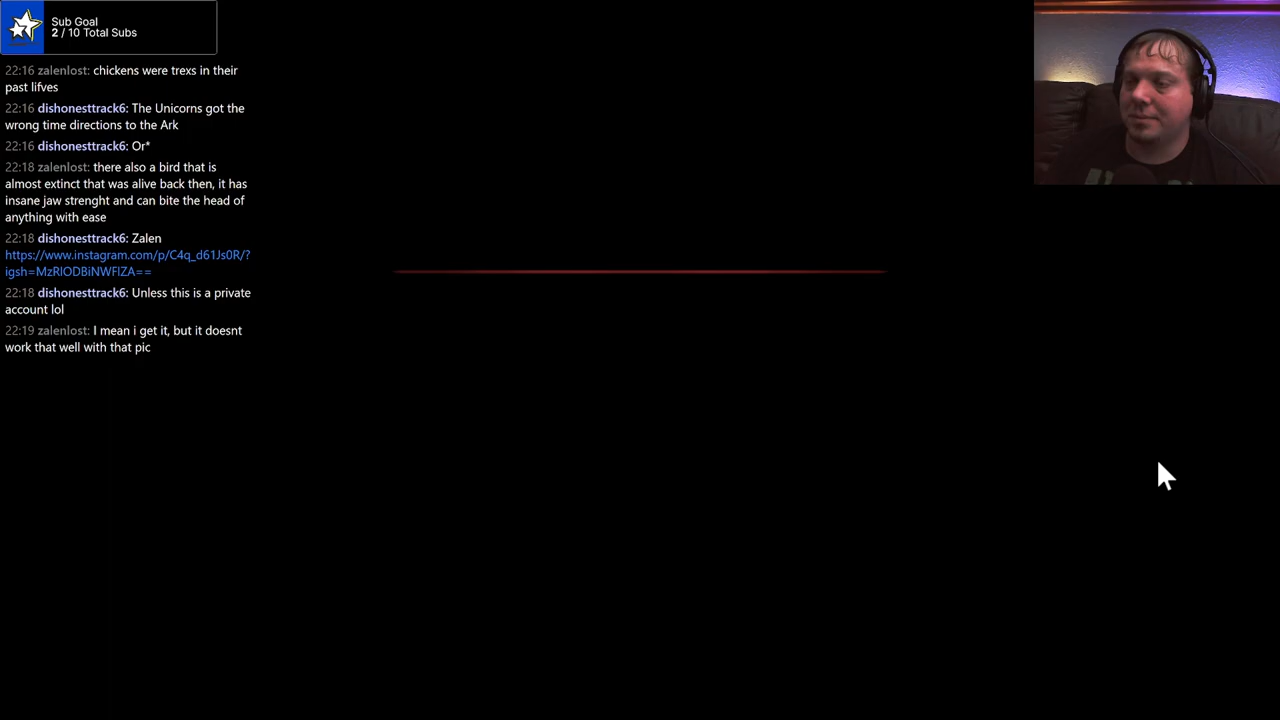 Sub Goal
2 / 10 Total Subs
22:16 zalenlost: chickens were trexs in their
past lifves
22:16 dishonesttrack6: The Unicorns got the
wrong time directions to the Ark
22:16 dishonesttrack6: Or*
22:18 zalenlost: there also a bird that is
almost extinct that was alive back then, it has
insane jaw strenght and can bite the head of
anything with ease
22:18 dishonesttrack6: Zalen
https://www.instagram.com/p/C4q_d61Js0R/?
igsh=MzRlODBiNWFlZA==
22:18 dishonesttrack6: Unless this is a private
account lol
22:19 zalenlost: I mean i get it, but it doesnt
work that well with that pic